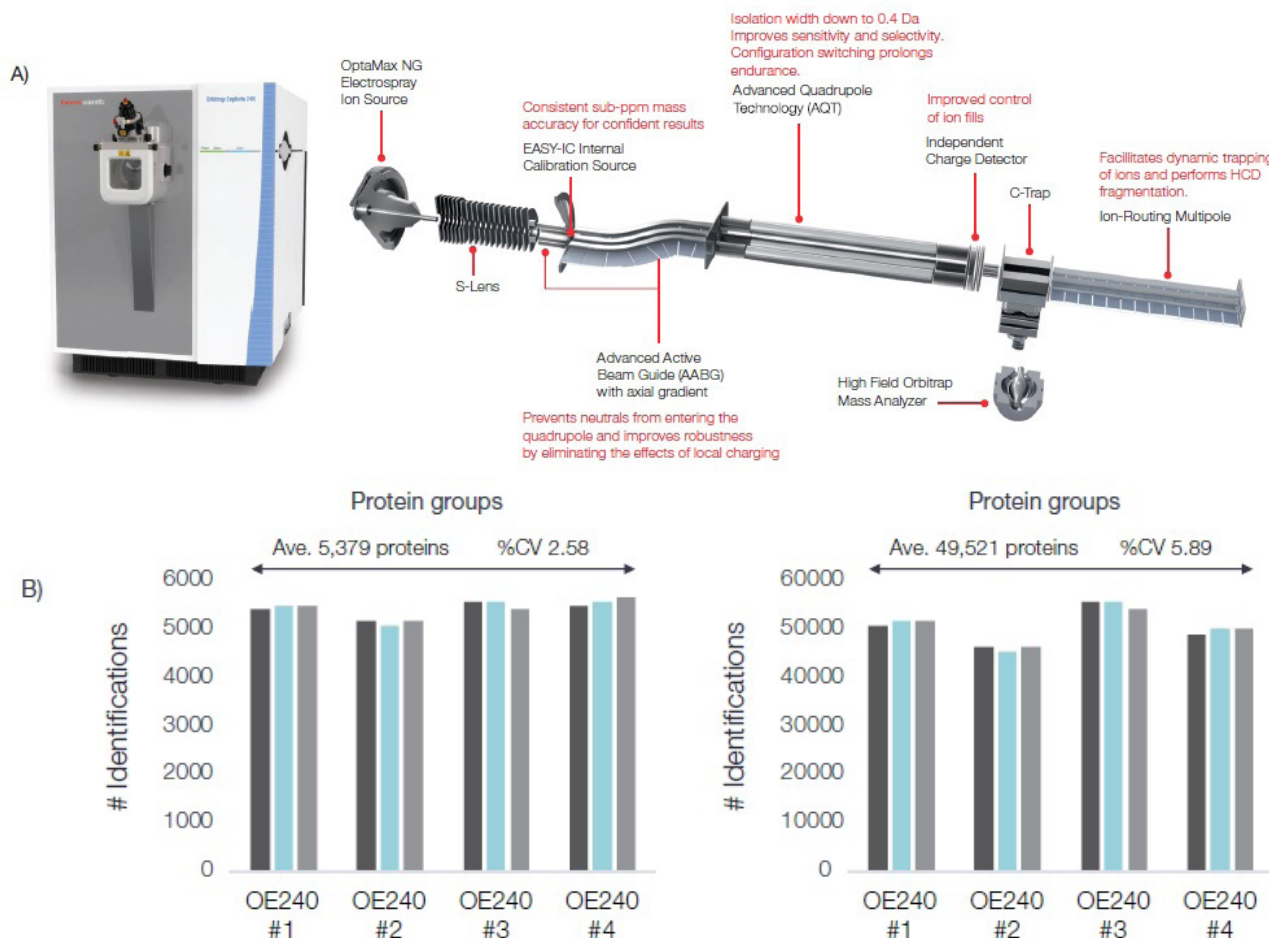 A)
thermo scientific
Orbitrap Exploris 240
OptaMax NG
Electrospray
Ion Source
Consistent sub-ppm mass
accuracy for confident results
EASY-IC Internal
Calibration Source
Isolation width down to 0.4 Da
Improves sensitivity and selectivity.
Configuration switching prolongs
endurance.
Advanced Quadrupole
Technology (AQT)
Improved control
of ion fills
Independent
Charge Detector
C-Trap
Facilitates dynamic trapping
of ions and performs HCD
fragmentation.
Ion-Routing Multipole
S-Lens
Advanced Active
Beam Guide (AABG)
with axial gradient
Prevents neutrals from entering the
quadrupole and improves robustness
by eliminating the effects of local charging
High Field Orbitrap
Mass Analyzer
B)
Protein groups
Ave. 5,379 proteins %CV 2.58
# Identifications
6000
5000
4000
3000
2000
1000
0
OE240 OE240 OE240 OE240
#1 #2 #3 #4
Protein groups
Ave. 49,521 proteins %CV 5.89
# Identifications
60000
50000
40000
30000
20000
10000
0
OE240 OE240 OE240 OE240
#1 #2 #3 #4